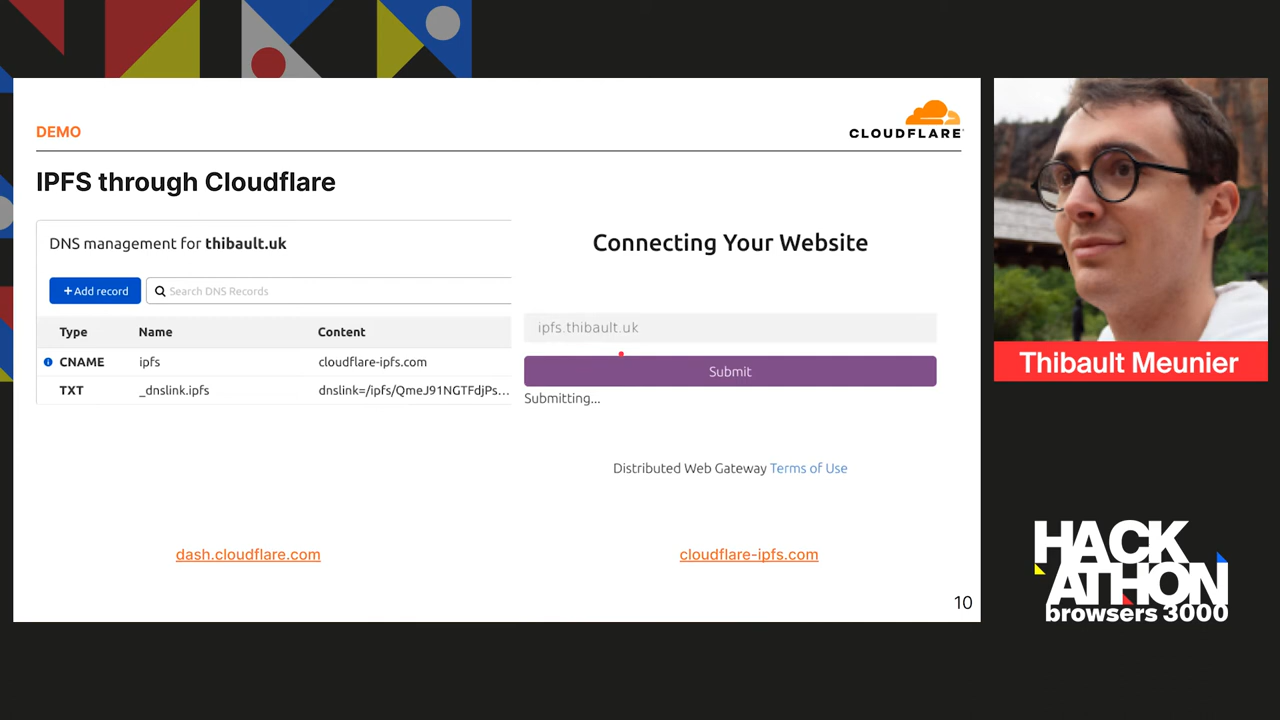 DEMO
CLOUDFLARE
IPFS through Cloudflare
DNS management for thibault.uk
+ Add record
Search DNS Records
Type Name Content
CNAME ipfs cloudflare-ipfs.com
TXT _dnslink.ipfs dnslink=/ipfs/QmeJ91NGTFdjPs...
dash.cloudflare.com
Connecting Your Website
ipfs.thibault.uk
Submit
Submitting...
Distributed Web Gateway Terms of Use
cloudflare-ipfs.com
10
Thibault Meunier
HACK
ATHON
browsers 3000